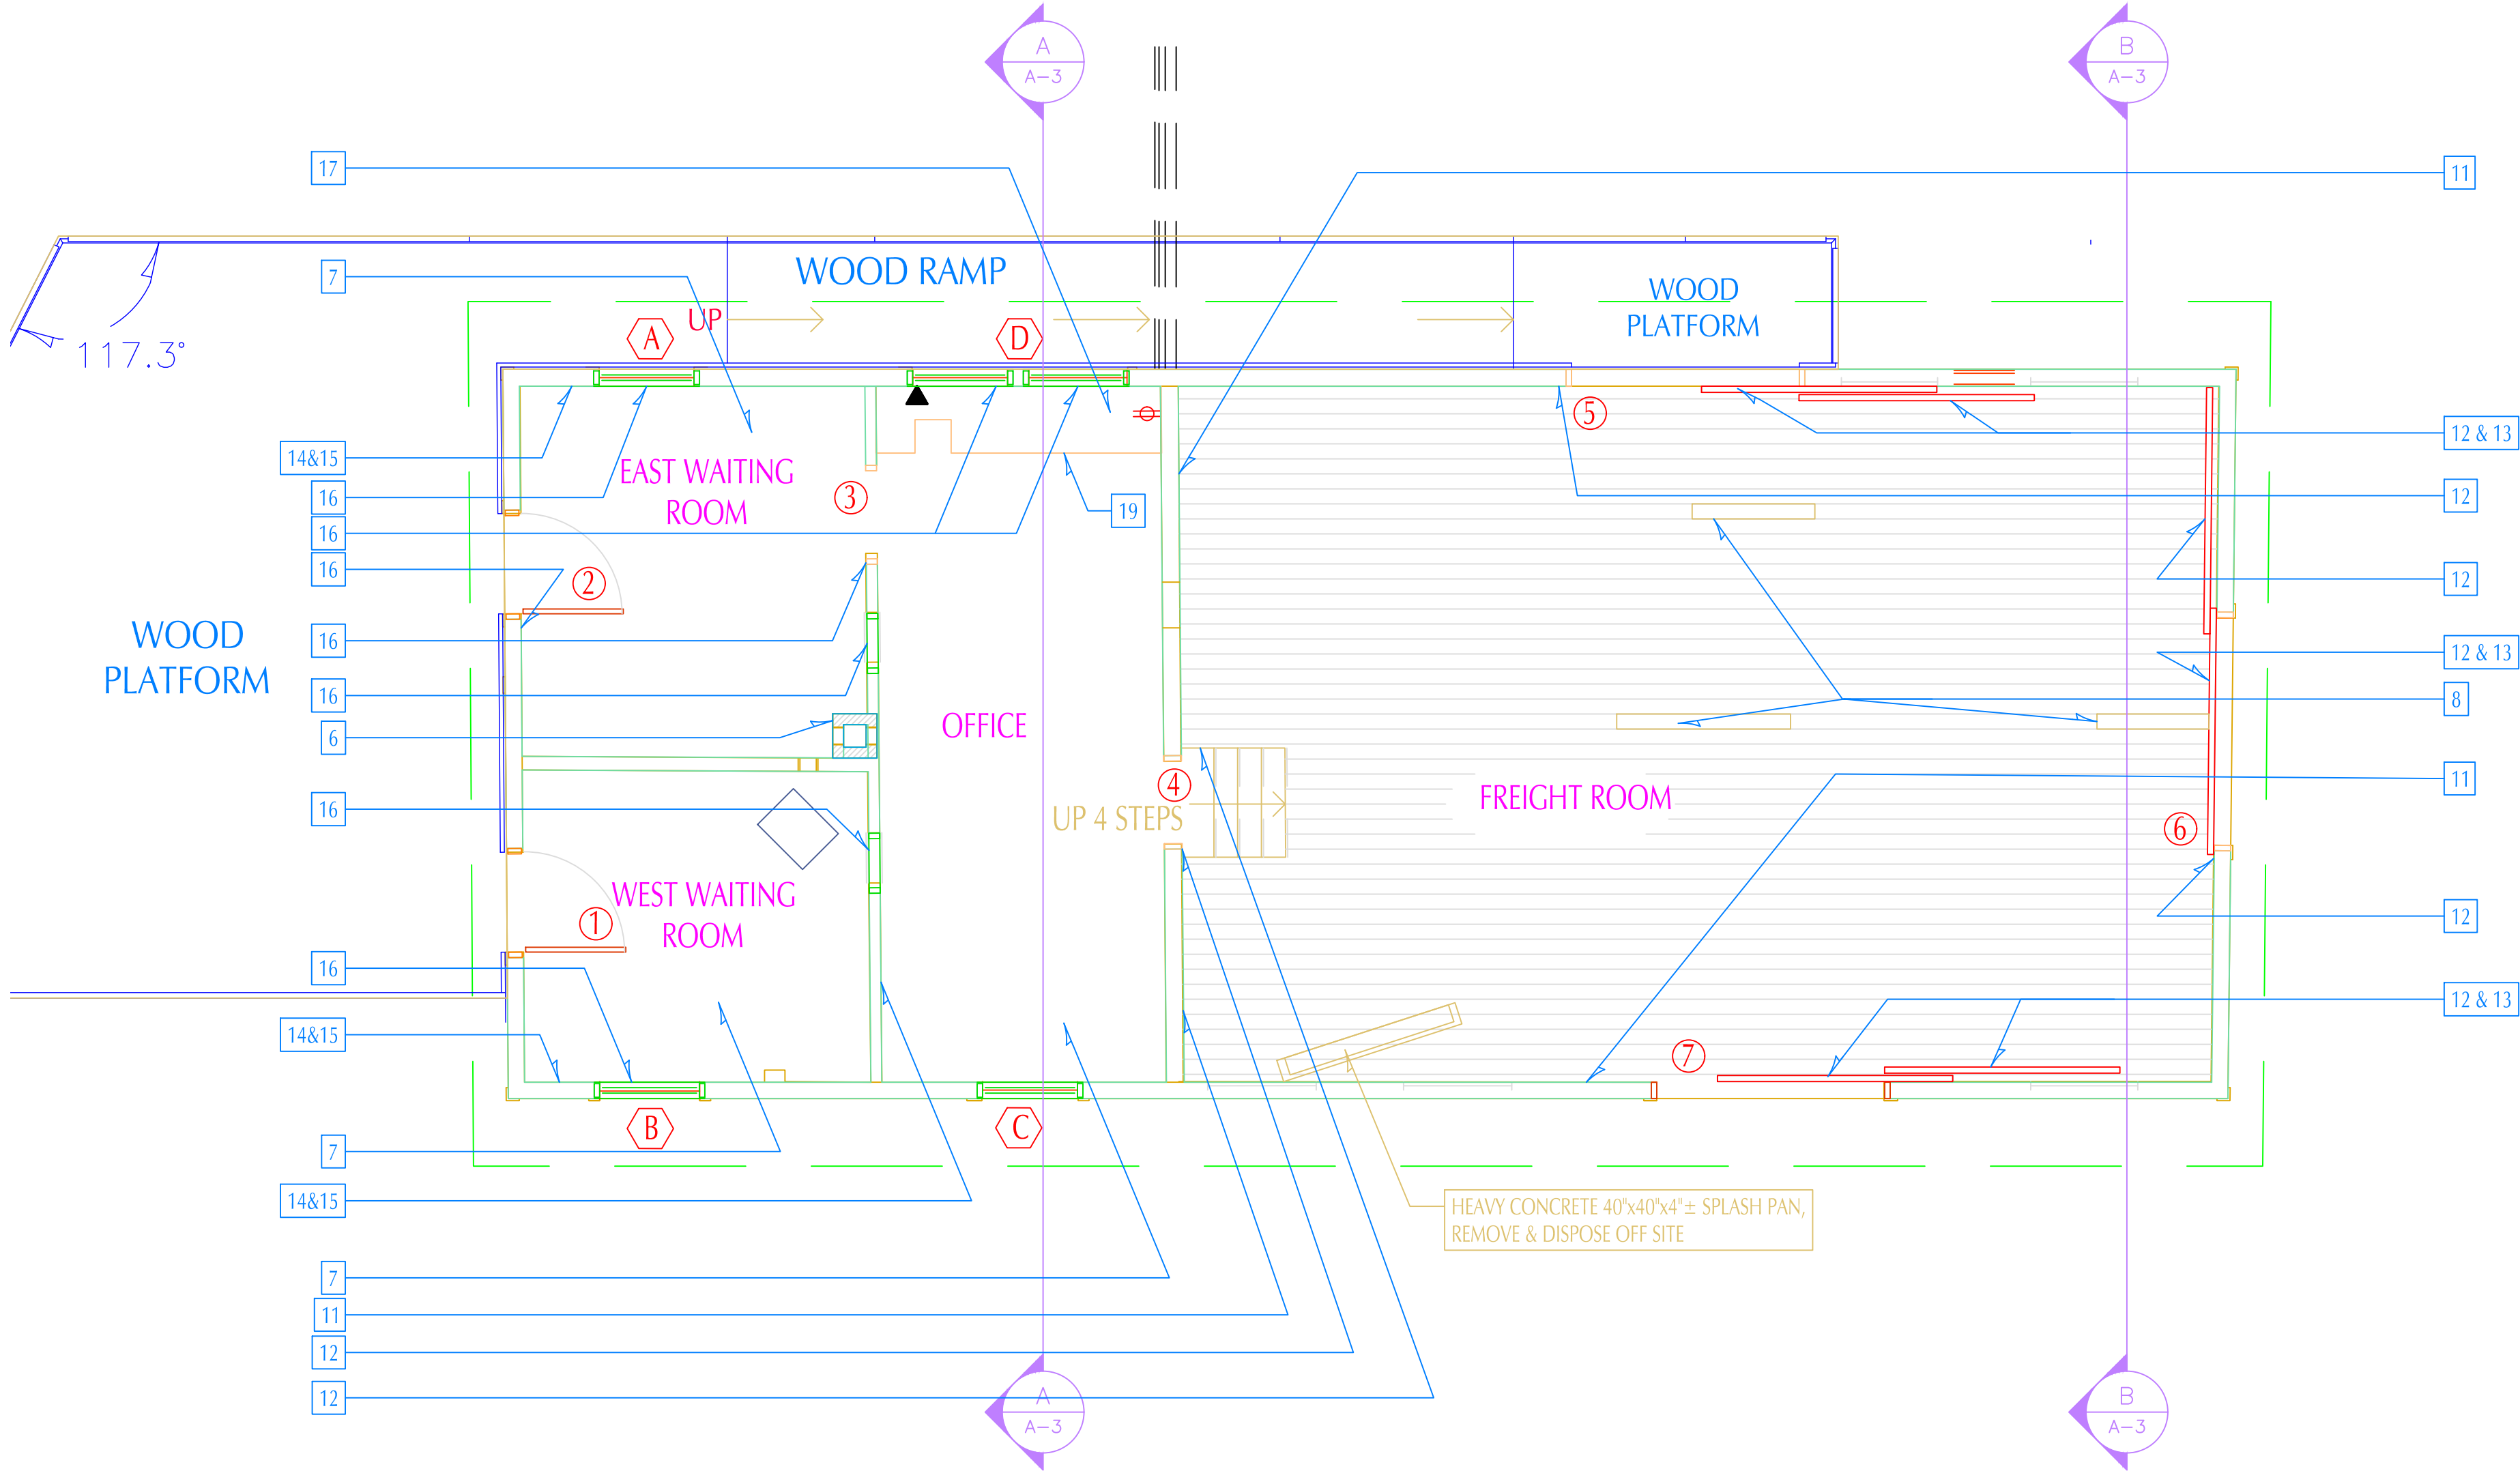 A
A-3
B
A-3
17
11
7
WOOD RAMP
WOOD
PLATFORM
UP
A
D
117.3°
5
12 & 13
14&15
EAST WAITING
ROOM
3
16
19
12
16
16
2
12
WOOD
PLATFORM
16
12 & 13
16
8
OFFICE
6
4
11
FREIGHT ROOM
UP 4 STEPS
16
6
WEST WAITING
ROOM
1
12
16
12 & 13
14&15
7
B
C
7
14&15
HEAVY CONCRETE 40"x40"x4"± SPLASH PAN,
REMOVE & DISPOSE OFF SITE
7
11
12
12
A
A-3
B
A-3